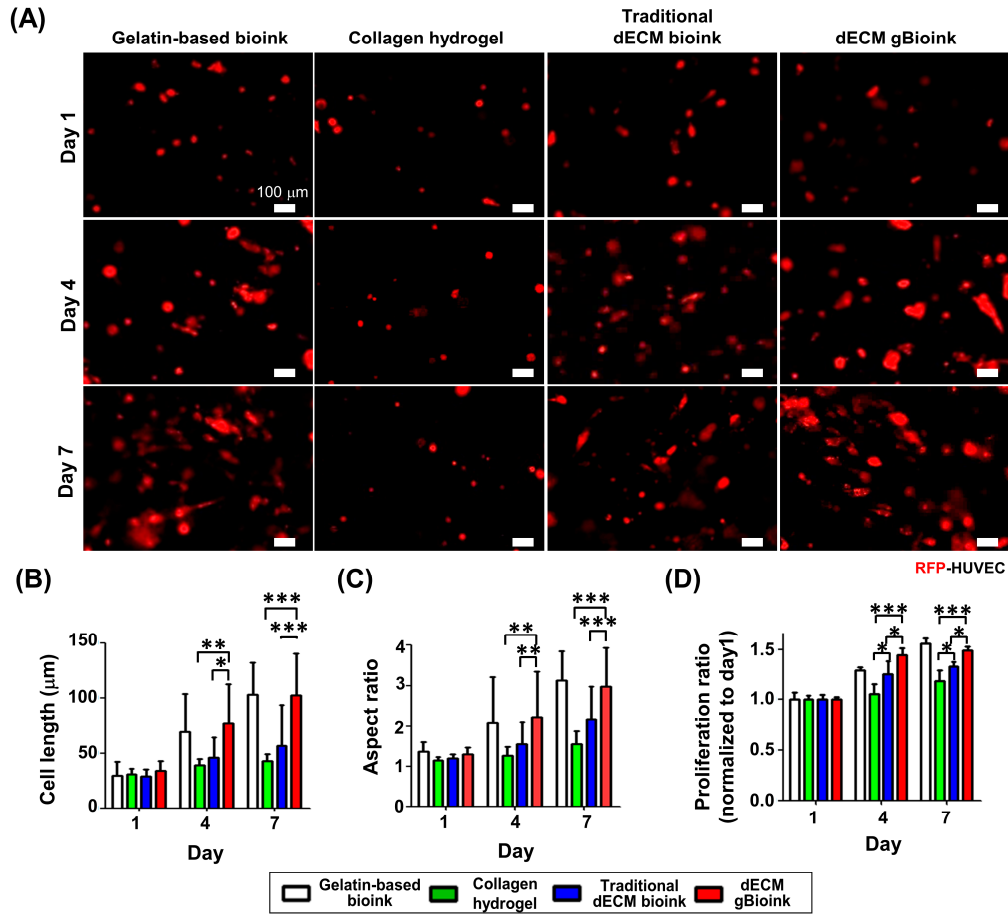 (A)
Gelatin-based bioink
Collagen hydrogel
Traditional
dECM bioink
dECM gBioink
Day 1
100 μm
Day 4
Day 7
RFP-HUVEC
(B)
***
***
**
*
150
100
50
0
Cell length (μm)
1
4
7
Day
(C)
***
***
**
**
4
3
2
1
0
Aspect ratio
1
4
7
Day
(D)
***
*
*
***
*
*
1.5
1.0
0.5
0.0
Proliferation ratio
(normalized to day1)
1
4
7
Day
Gelatin-based
bioink
Collagen
hydrogel
Traditional
dECM bioink
dECM
gBioink